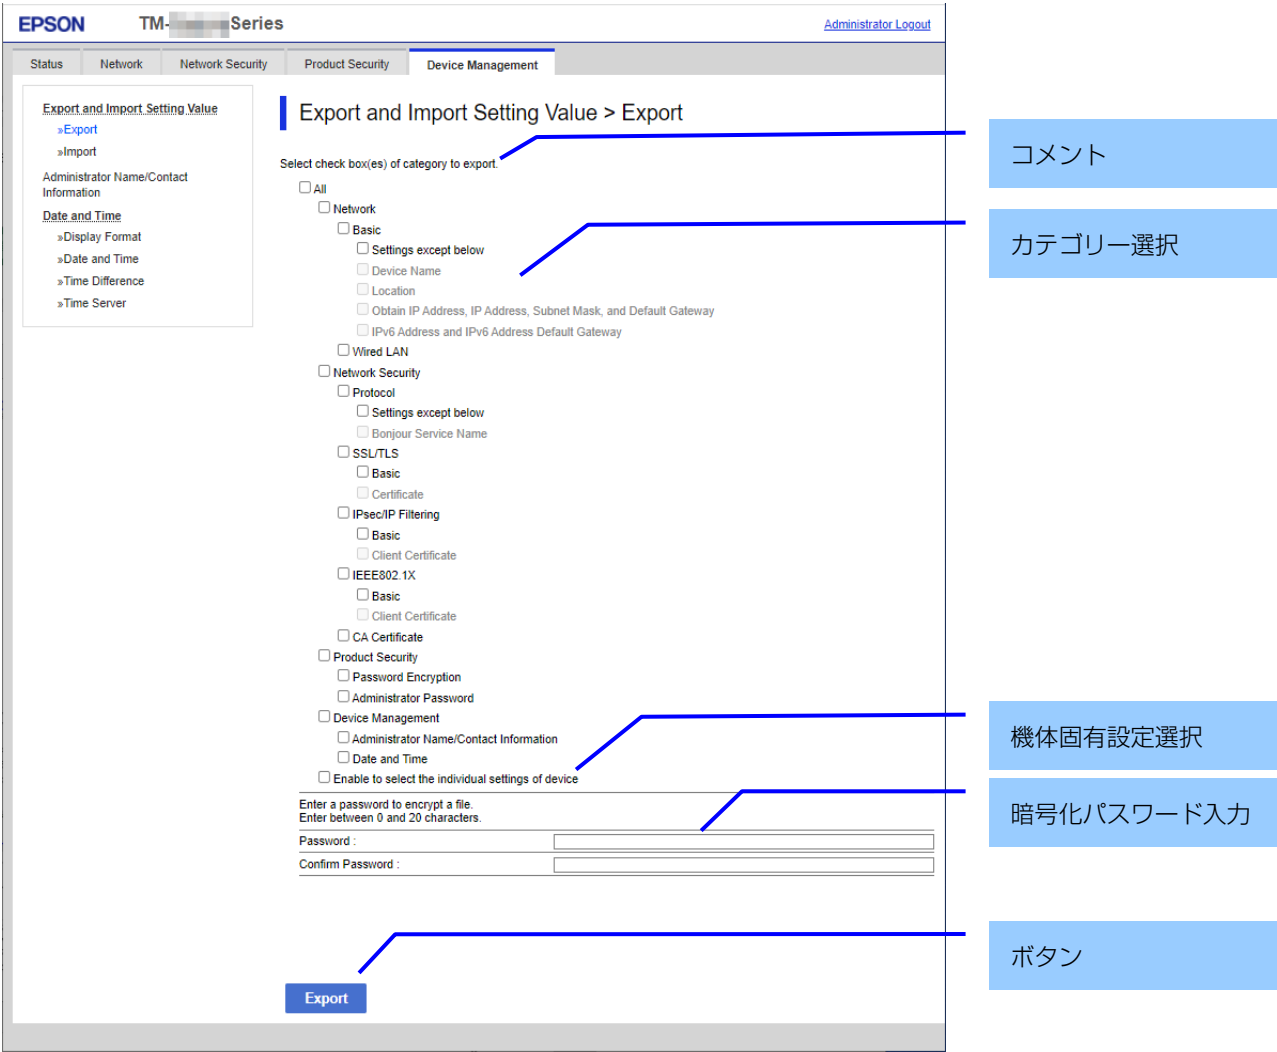 EPSON TM- Series Administrator Logout
Status Network Network Security Product Security Device Management
Export and Import Setting Value
»Export
»Import
Administrator Name/Contact
Information
Date and Time
»Display Format
»Date and Time
»Time Difference
»Time Server
Export and Import Setting Value > Export
Select check box(es) of category to export.
All
Network
Basic
Settings except below
Device Name
Location
Obtain IP Address, IP Address, Subnet Mask, and Default Gateway
IPv6 Address and IPv6 Address Default Gateway
Wired LAN
Network Security
Protocol
Settings except below
Bonjour Service Name
SSL/TLS
Basic
Certificate
IPsec/IP Filtering
Basic
Client Certificate
IEEE802.1X
Basic
Client Certificate
CA Certificate
Product Security
Password Encryption
Administrator Password
Device Management
Administrator Name/Contact Information
Date and Time
Enable to select the individual settings of device
Enter a password to encrypt a file.
Enter between 0 and 20 characters.
Password :
Confirm Password :
Export
コメント
カテゴリー選択
機体固有設定選択
暗号化パスワード入力
ボタン